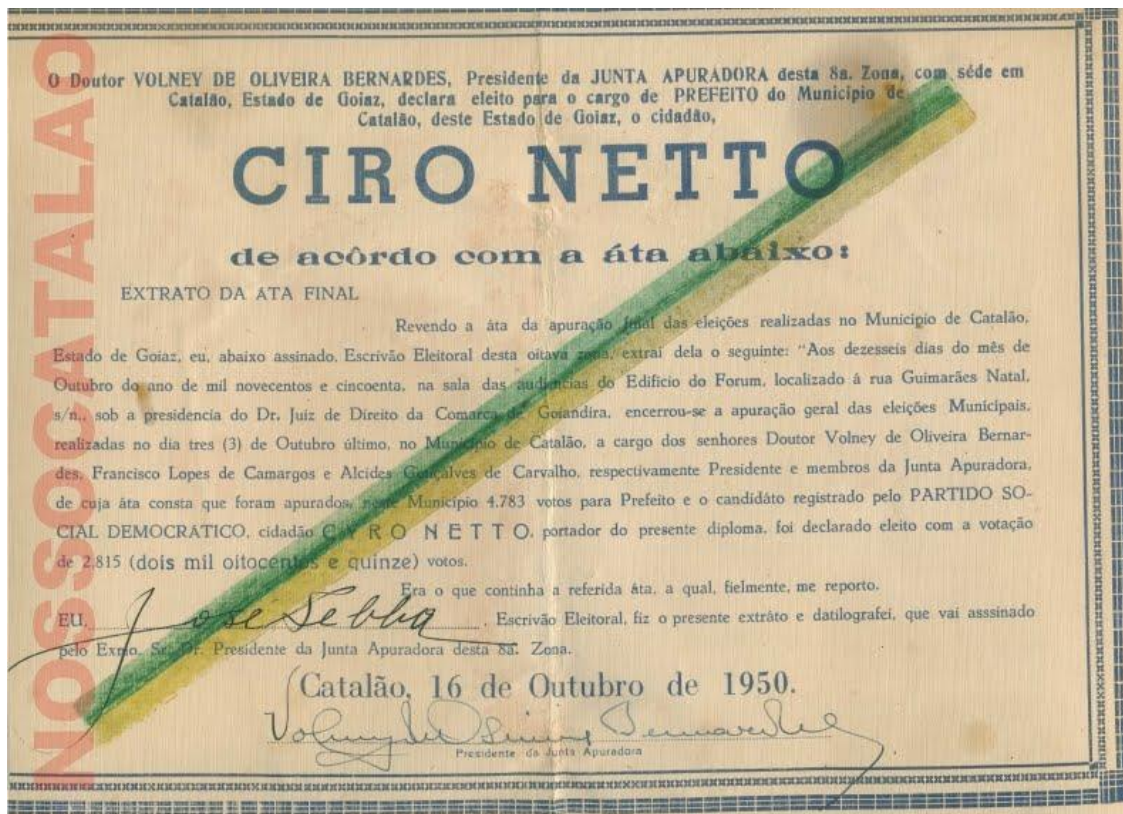 O Doutor VOLNEY DE OLIVEIRA BERNARDES, Presidente da JUNTA APURADORA desta 8a. Zona, com séde em
Catalão, Estado de Goiaz, declara eleito para o cargo de PREFEITO do Municipio de
Catalão, deste Estado de Goiaz, o cidadão,
CIRO NETTO
de acôrdo com a áta abaixo:
EXTRATO DA ATA FINAL
Revendo a áta da apuração final das eleições realizadas no Municipio de Catalão,
Estado de Goiaz, eu, abaixo assinado, Escrivão Eleitoral desta oitava zona, extraí dela o seguinte: "Aos dezesseis dias do mês de
Outubro do ano de mil novecentos e cincoenta, na sala das audiencias do Edificio do Forum, localizado á rua Guimarães Natal,
s/n., sob a presidencia do Dr. Juiz de Direito da Comarca de Goiandira, encerrou-se a apuração geral das eleições Municipais,
realizadas no dia tres (3) de Outubro último, no Municipio de Catalão, a cargo dos senhores Doutor Volney de Oliveira Bernar-
des, Francisco Lopes de Camargos e Alcides Gonçalves de Carvalho, respectivamente Presidente e membros da Junta Apuradora,
de cuja áta consta que foram apurados, neste Municipio 4.783 votos para Prefeito e o candidáto registrado pelo PARTIDO SO-
CIAL DEMOCRÁTICO, cidadão CYRO NETTO, portador do presente diploma, foi declarado eleito com a votação
de 2.815 (dois mil oitocentos e quinze) votos.
Era o que continha a referida áta, a qual, fielmente, me reporto.
EU, José Sebba, Escrivão Eleitoral, fiz o presente extráto e datilografei, que vai asssinado
pelo Exmo. Sr. Dr. Presidente da Junta Apuradora desta 8a. Zona.
Catalão, 16 de Outubro de 1950.
Volney de Oliveira Bernardes
Presidente da Junta Apuradora
NOSSOCATALAO